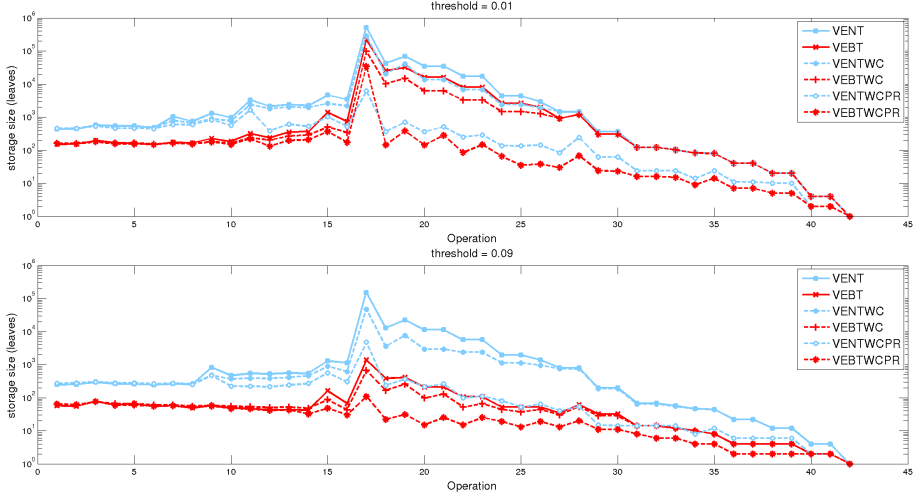 threshold = 0.01
storage size (leaves)
10^6
10^5
10^4
10^3
10^2
10^1
10^0
VENT
VEBT
VENTWC
VEBTWC
VENTWCPR
VEBTWCPR
0 5 10 15 20 25 30 35 40 45
Operation
threshold = 0.09
storage size (leaves)
10^6
10^5
10^4
10^3
10^2
10^1
10^0
VENT
VEBT
VENTWC
VEBTWC
VENTWCPR
VEBTWCPR
0 5 10 15 20 25 30 35 40 45
Operation